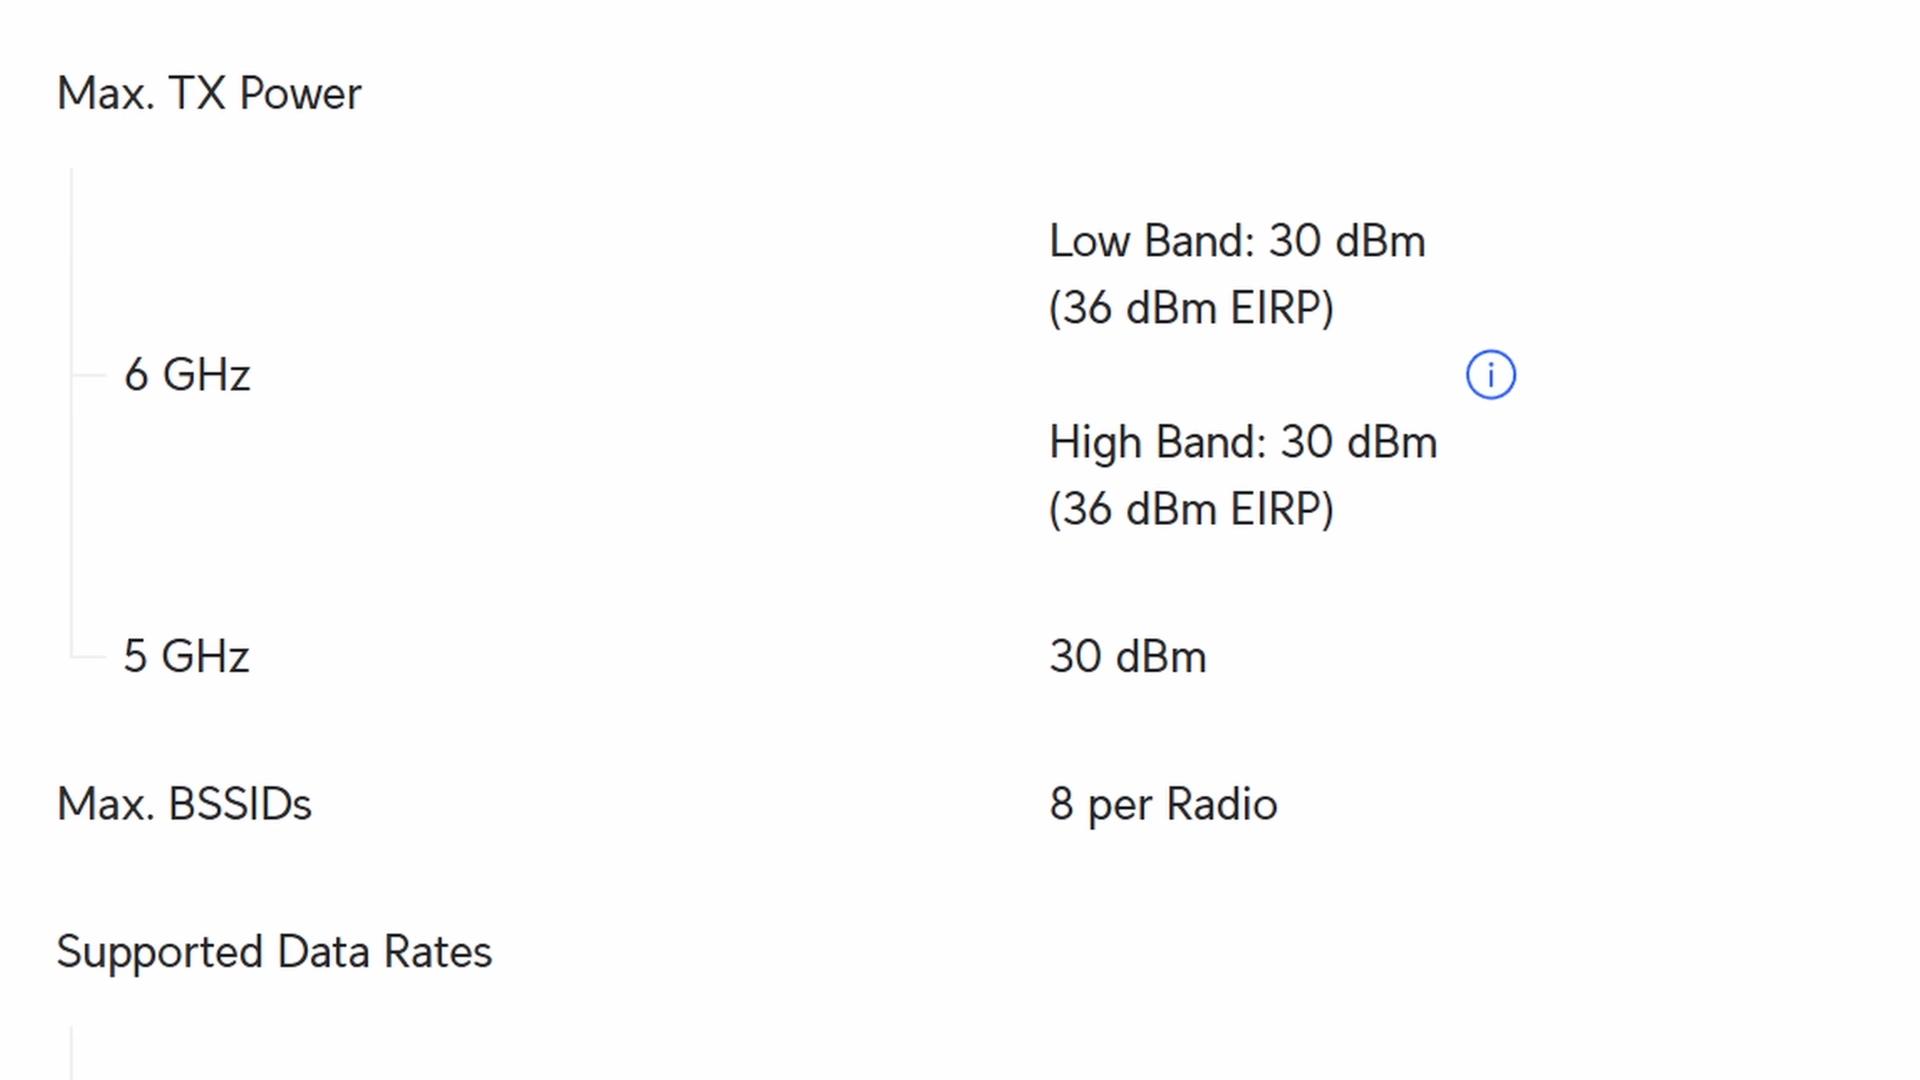 Max. TX Power
6 GHz
Low Band: 30 dBm
(36 dBm EIRP)
High Band: 30 dBm
(36 dBm EIRP)
i
5 GHz
30 dBm
Max. BSSIDs
8 per Radio
Supported Data Rates